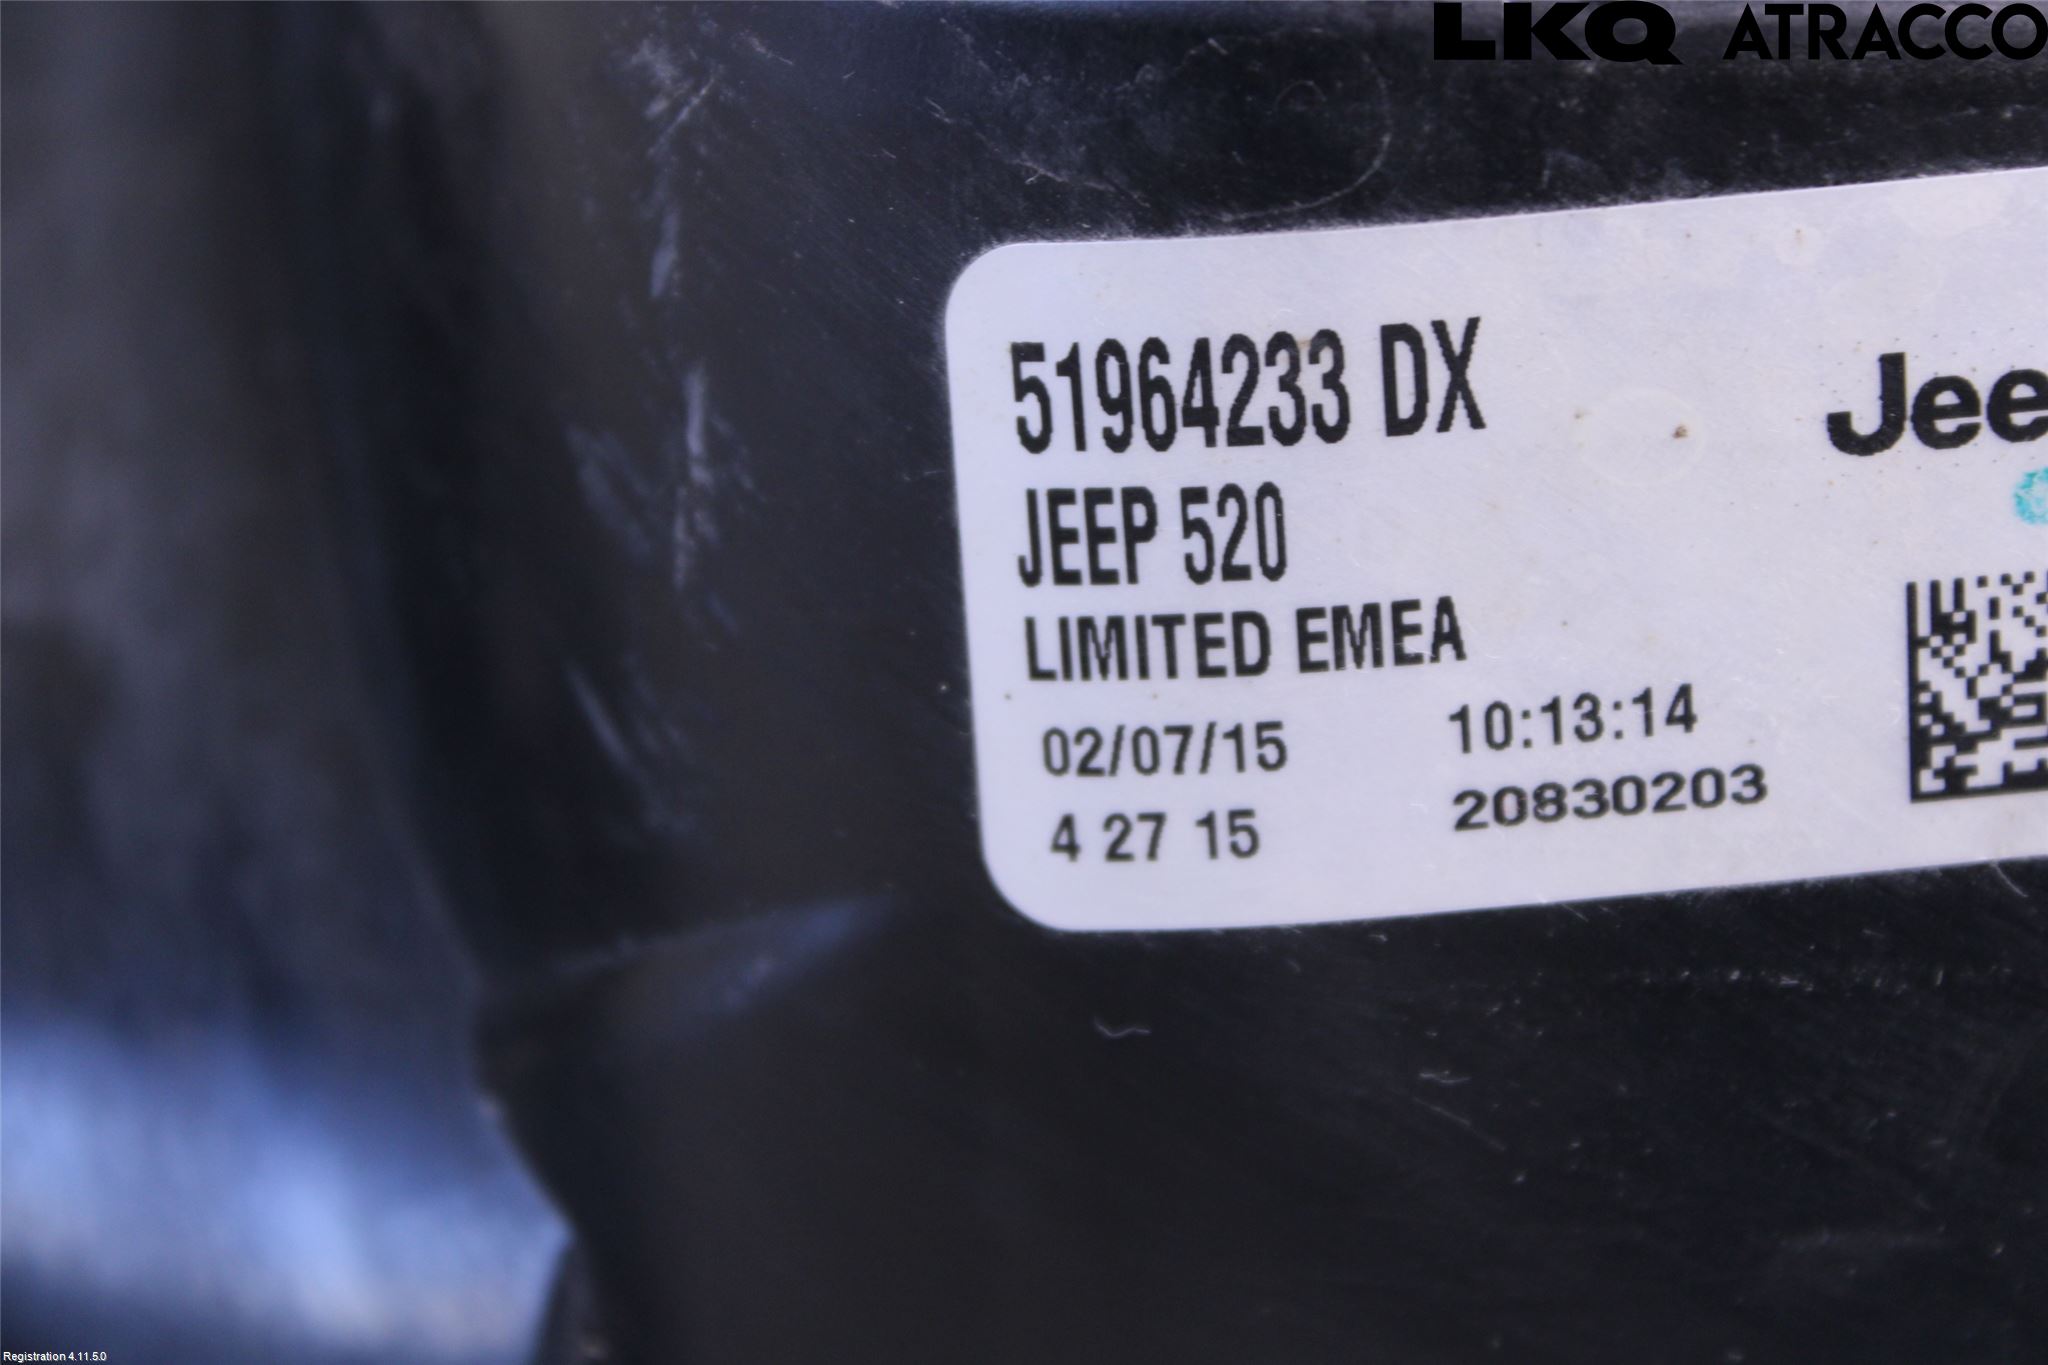 LKQ ATRACCO
51964233 DX
Jee
JEEP 520
LIMITED EMEA
02/07/15 10:13:14
4 27 15 20830203
Registration 4.11.5.0